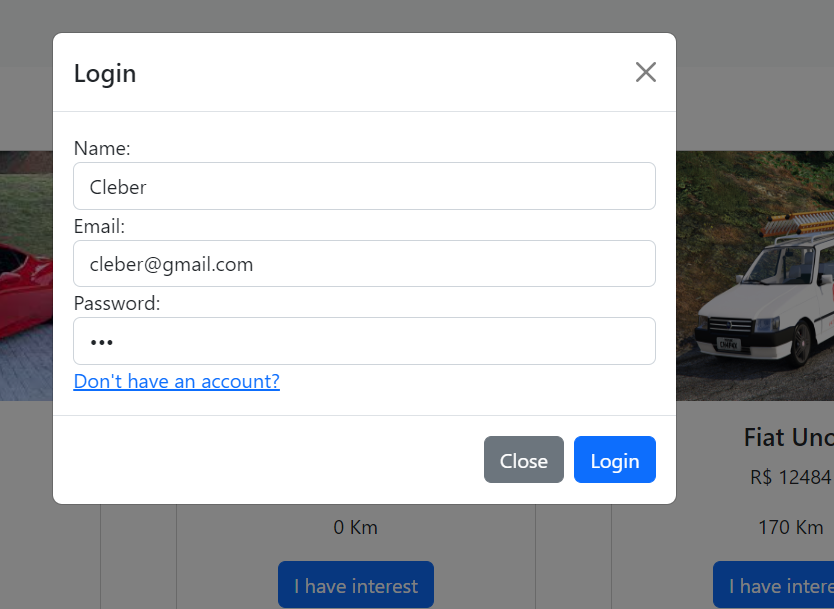 Login
Name:
Cleber
Email:
cleber@gmail.com
Password:
•••
Don't have an account?
Close
Login
Fiat Uno
R$ 12484
0 Km
170 Km
I have interest
I have intere